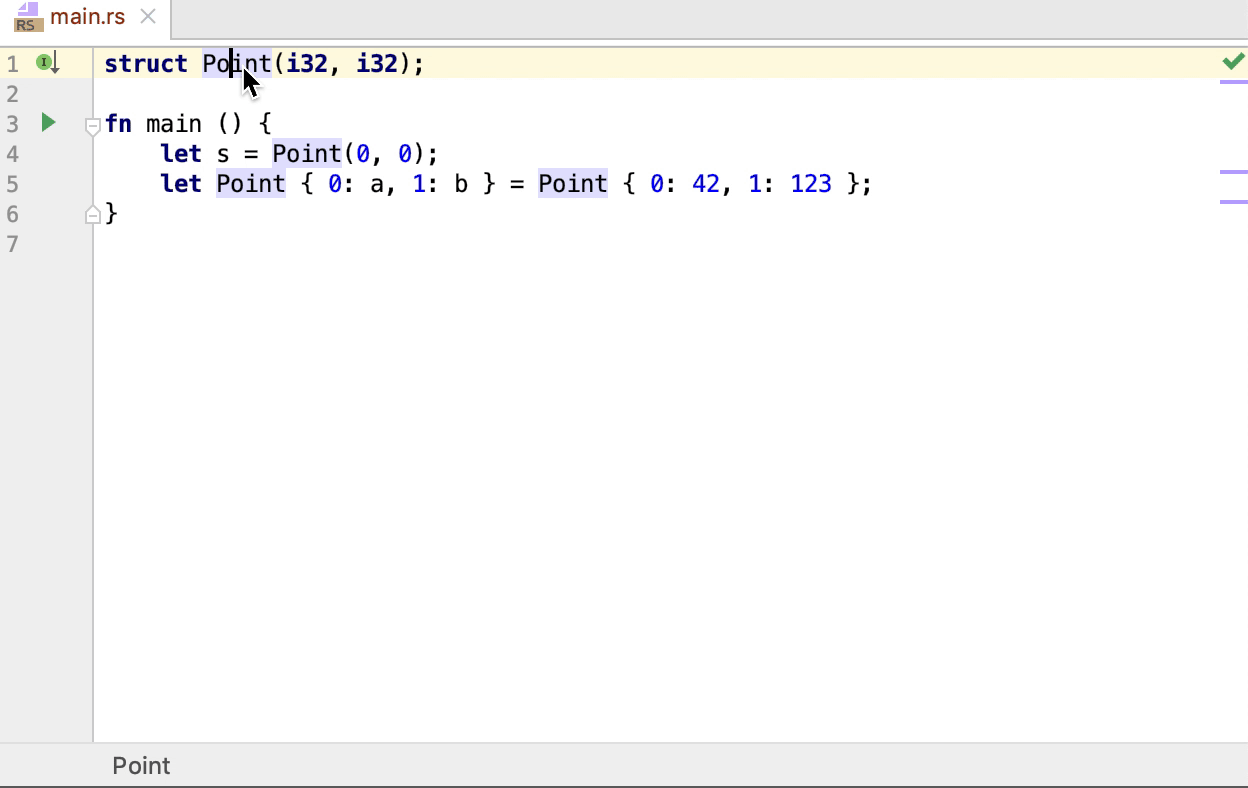 RS main.rs
1 I struct Point(i32, i32);
2
3 fn main () {
4     let s = Point(0, 0);
5     let Point { 0: a, 1: b } = Point { 0: 42, 1: 123 };
6 }
7
Point